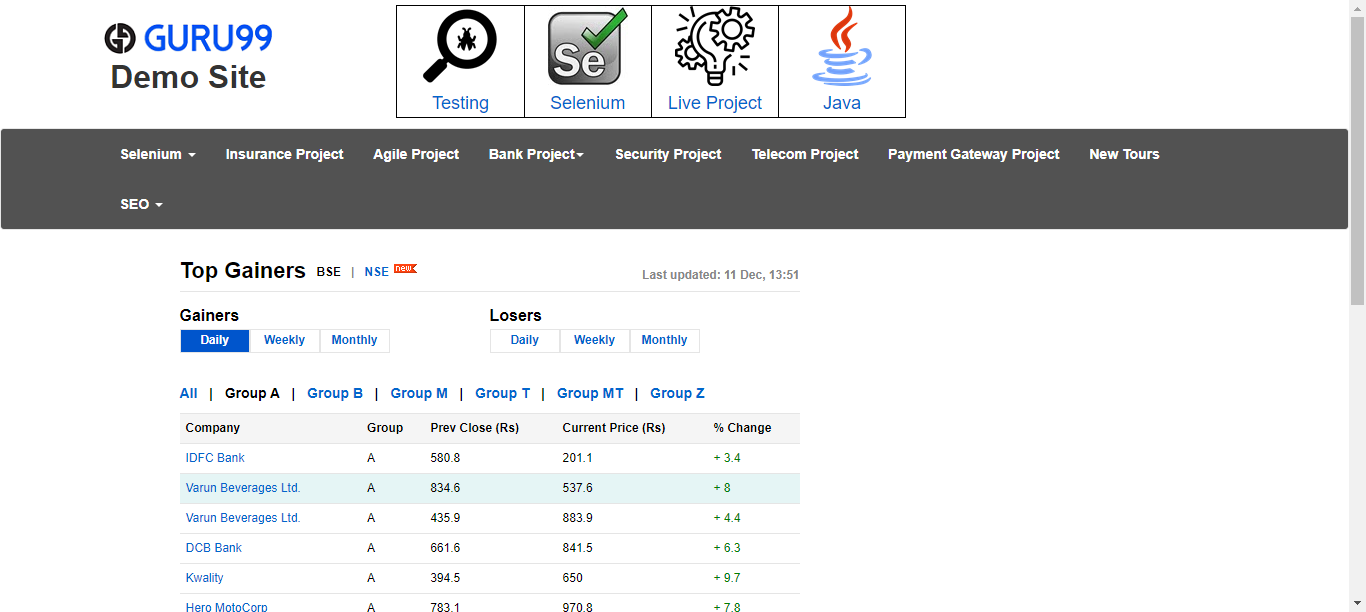 GURU99
Demo Site
Se
Testing Selenium Live Project Java
Selenium Insurance Project Agile Project Bank Project Security Project Telecom Project Payment Gateway Project New Tours
SEO
Top Gainers BSE | NSE new Last updated: 11 Dec, 13:51
Gainers Losers
Daily Weekly Monthly Daily Weekly Monthly
All | Group A | Group B | Group M | Group T | Group MT | Group Z
Company Group Prev Close (Rs) Current Price (Rs) % Change
IDFC Bank A 580.8 201.1 + 3.4
Varun Beverages Ltd. A 834.6 537.6 + 8
Varun Beverages Ltd. A 435.9 883.9 + 4.4
DCB Bank A 661.6 841.5 + 6.3
Kwality A 394.5 650 + 9.7
Hero MotoCorp A 783.1 970.8 + 7.8